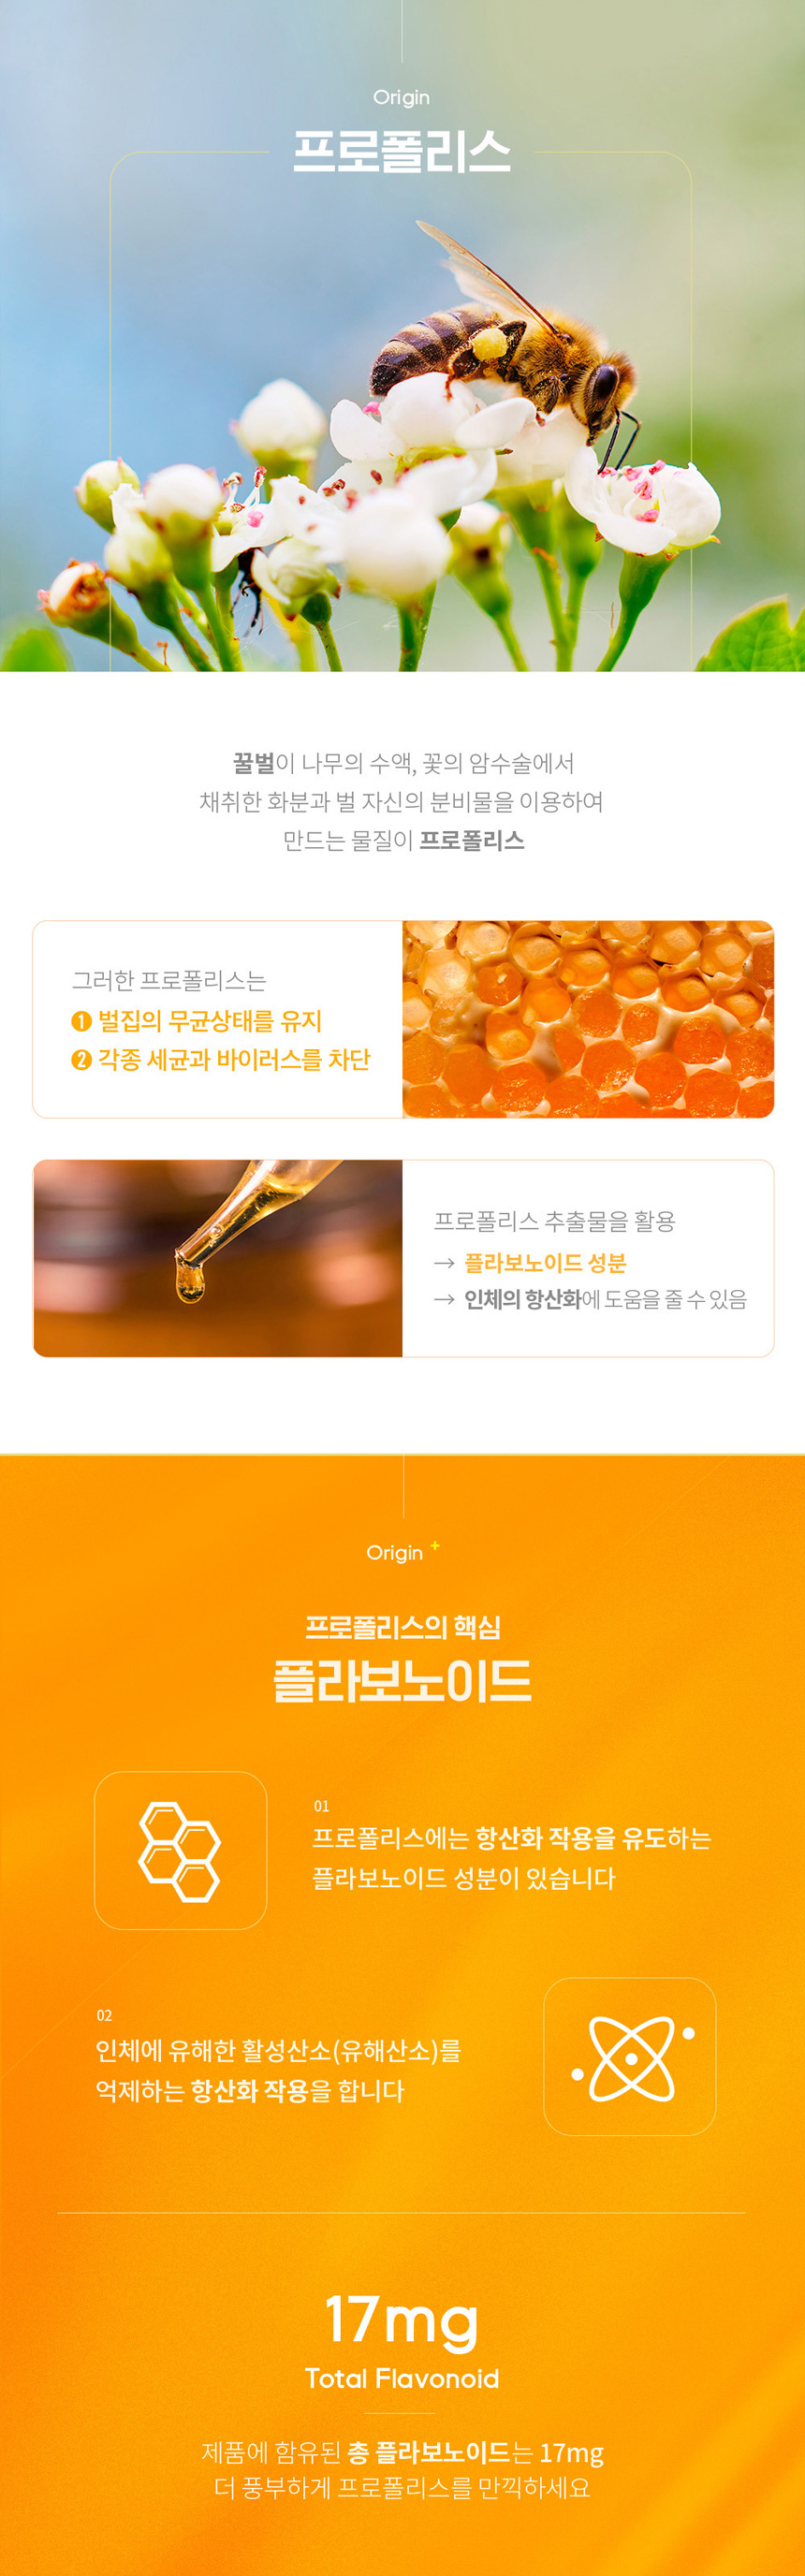 Origin
프로폴리스
꿀벌이 나무의 수액, 꽃의 암수술에서
채취한 화분과 벌 자신의 분비물을 이용하여
만드는 물질이 프로폴리스
그러한 프로폴리스는
❶ 벌집의 무균상태를 유지
❷ 각종 세균과 바이러스를 차단
프로폴리스 추출물을 활용
→ 플라보노이드 성분
→ 인체의 항산화에 도움을 줄 수 있음
Origin +
프로폴리스의 핵심
플라보노이드
01
프로폴리스에는 항산화 작용을 유도하는
플라보노이드 성분이 있습니다
02
인체에 유해한 활성산소(유해산소)를
억제하는 항산화 작용을 합니다
17mg
Total Flavonoid
제품에 함유된 총 플라보노이드는 17mg
더 풍부하게 프로폴리스를 만끽하세요